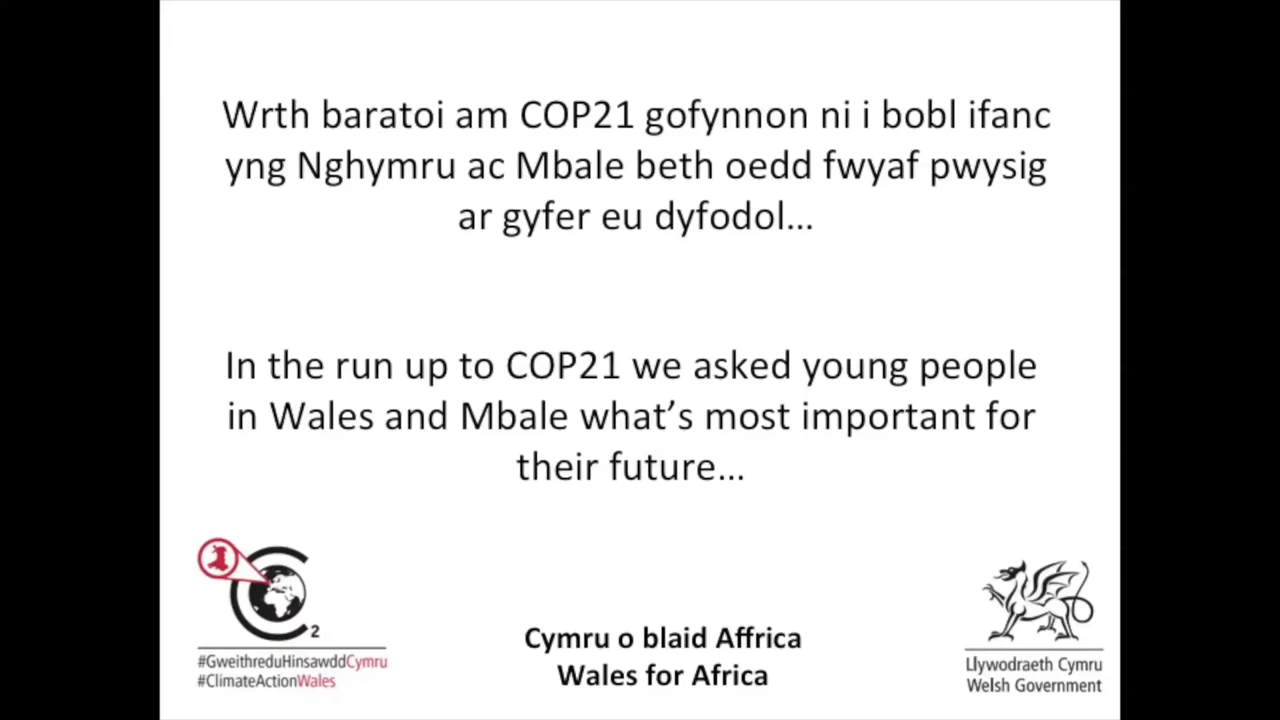 Wrth baratoi am COP21 gofynnon ni i bobl ifanc
yng Nghymru ac Mbale beth oedd fwyaf pwysig
ar gyfer eu dyfodol...
In the run up to COP21 we asked young people
in Wales and Mbale what's most important for
their future...
2
#GweithreduHinsawddCymru
#ClimateActionWales
Cymru o blaid Affrica
Wales for Africa
Llywodraeth Cymru
Welsh Government